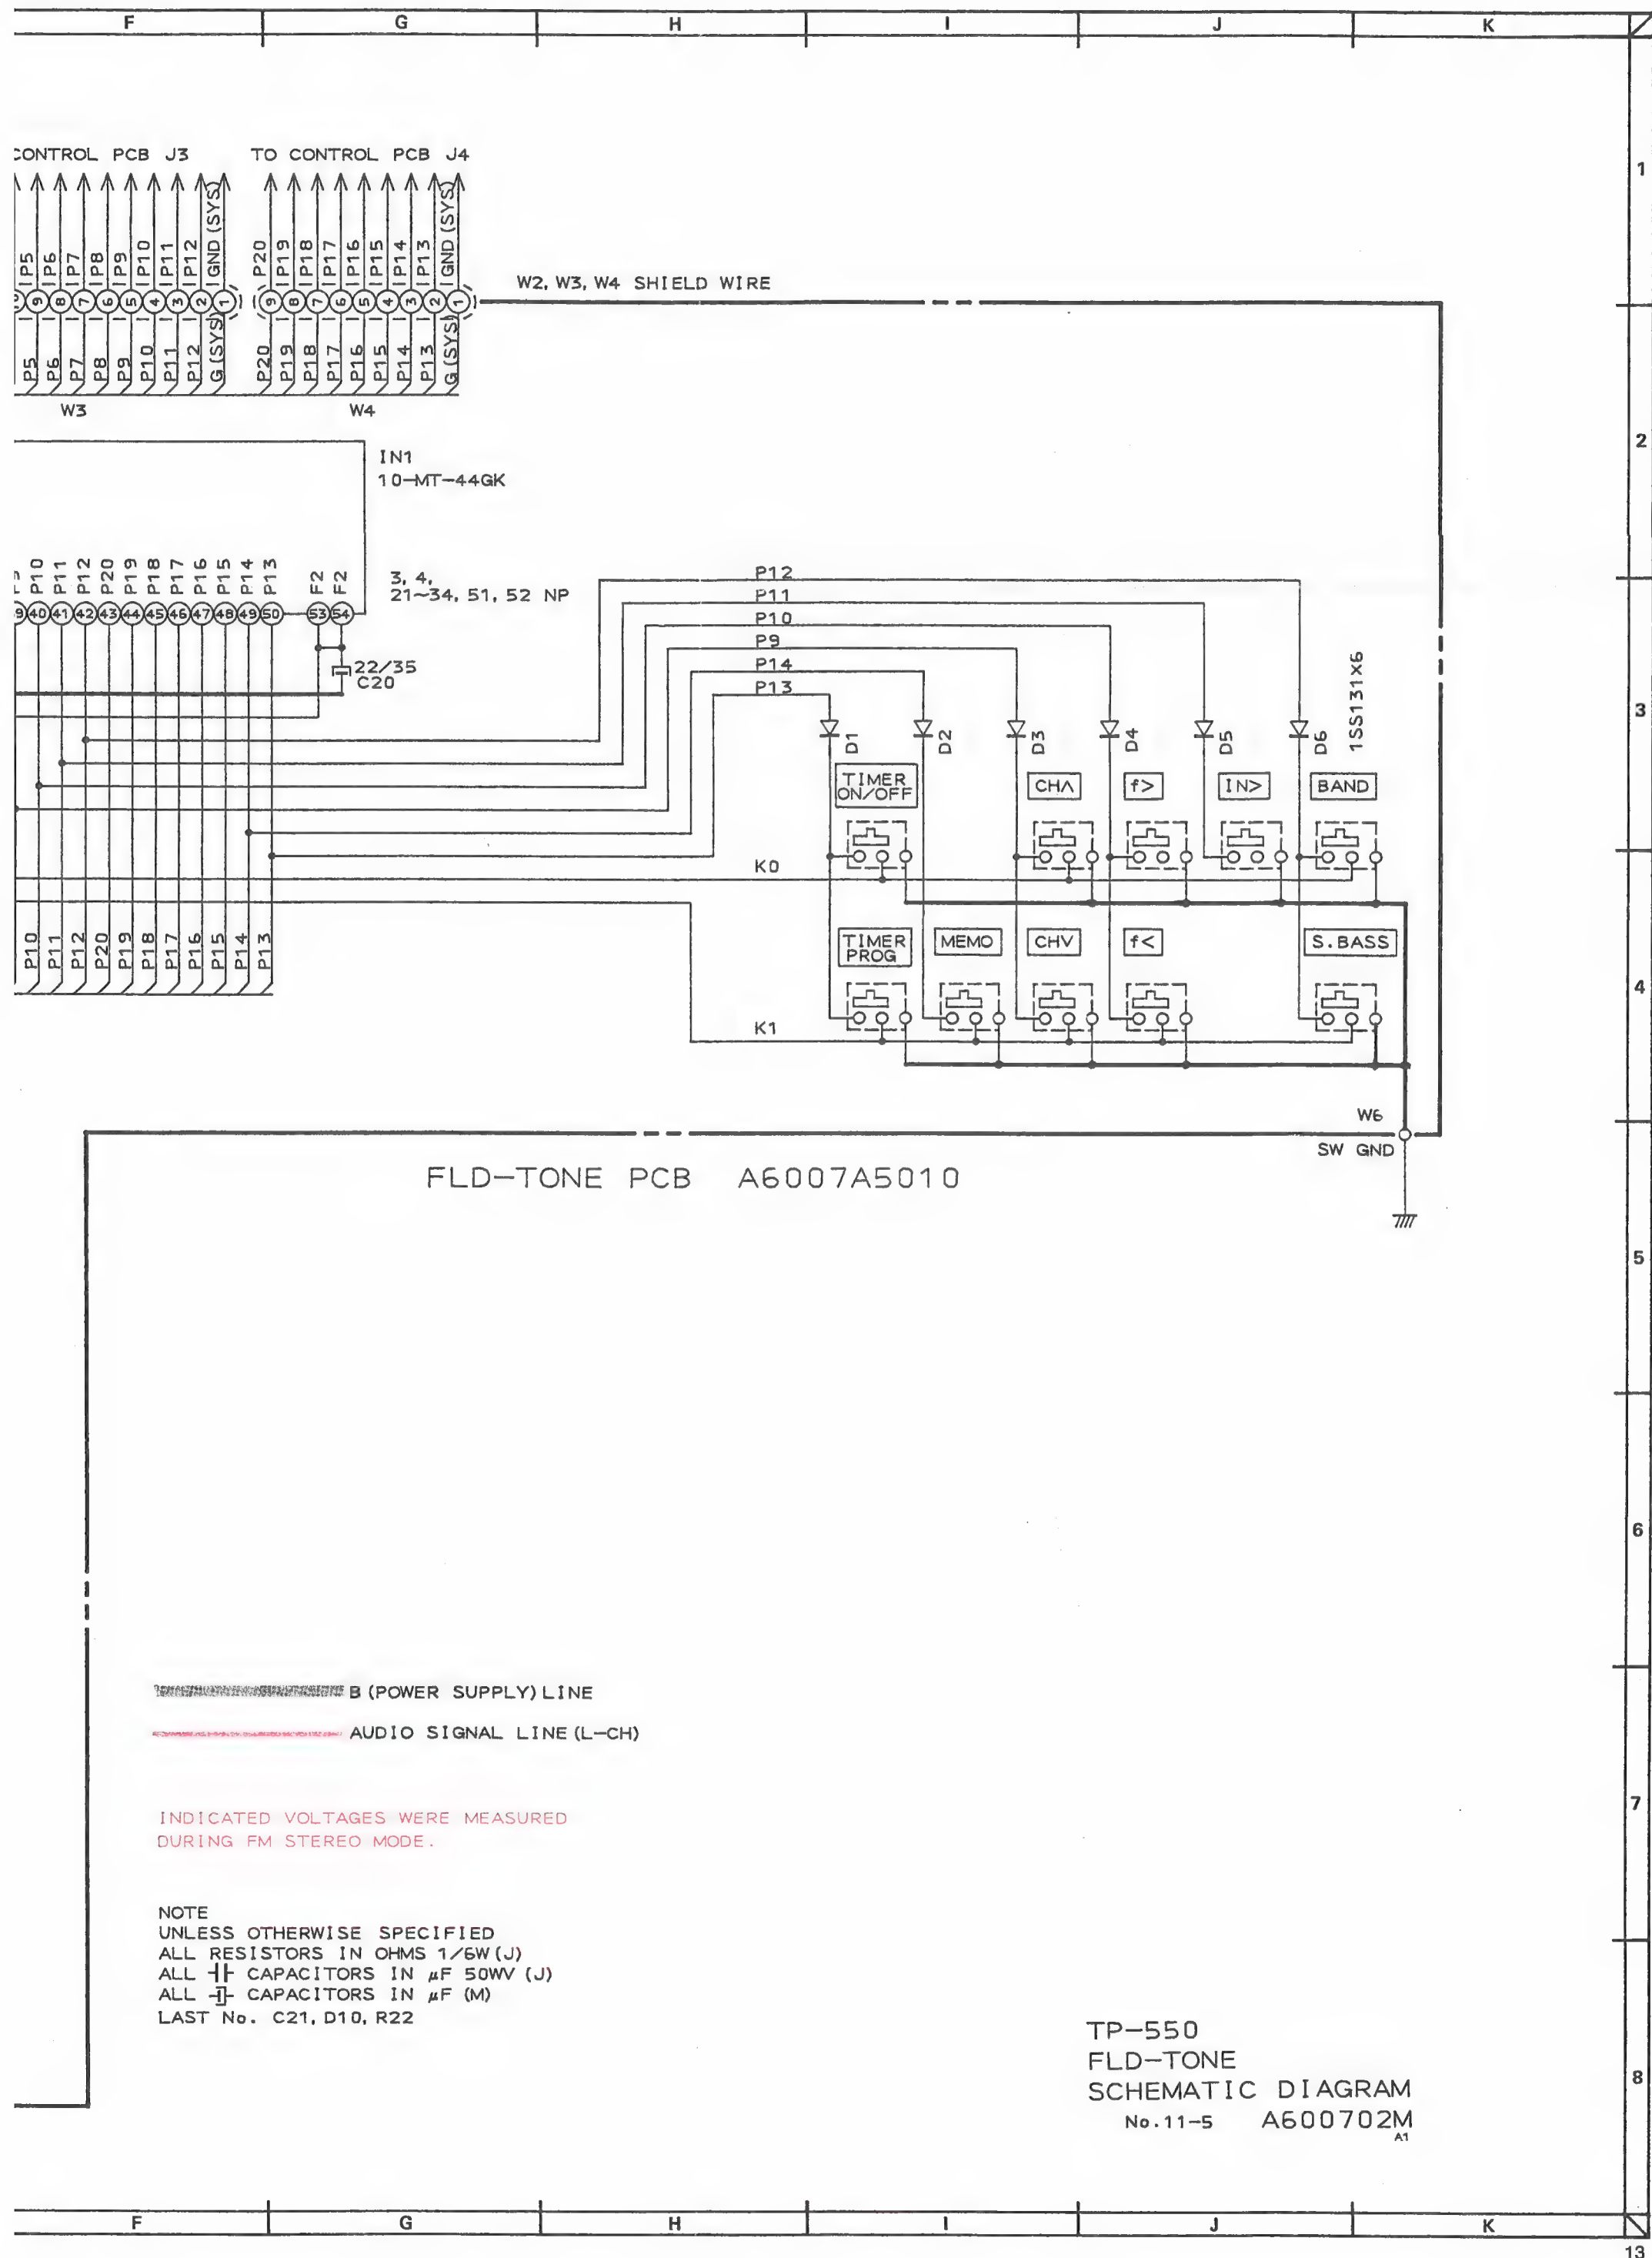 F G H I J K
CONTROL PCB J3 TO CONTROL PCB J4
1
P5 P6 P7 P8 P9 P10 P11 P12 GND(SYS)
P20 P19 P18 P17 P16 P15 P14 P13 GND(SYS)
W2, W3, W4 SHIELD WIRE
9 8 7 6 5 4 3 2 1
9 8 7 6 5 4 3 2 1
P5 P6 P7 P8 P9 P10 P11 P12 G(SYS)
P20 P19 P18 P17 P16 P15 P14 P13 G(SYS)
W3 W4
2
IN1
10-MT-44GK
P9 P10 P11 P12 P20 P19 P18 P17 P16 P15 P14 P13 F2 F2
3, 4,
21~34, 51, 52 NP
40 41 42 43 44 45 46 47 48 49 50 53 54
P12
P11
P10
P9
P14
P13
22/35
C20
1SS131X6
3
D1 D2 D3 D4 D5 D6
TIMER
ON/OFF
CHΛ f> IN> BAND
K0
P10 P11 P12 P20 P19 P18 P17 P16 P15 P14 P13
TIMER
PROG
MEMO CHV f< S.BASS
4
K1
W6
SW GND
FLD-TONE PCB A6007A5010
5
6
B (POWER SUPPLY) LINE
AUDIO SIGNAL LINE (L-CH)
7
INDICATED VOLTAGES WERE MEASURED
DURING FM STEREO MODE.
NOTE
UNLESS OTHERWISE SPECIFIED
ALL RESISTORS IN OHMS 1/6W (J)
ALL CAPACITORS IN μF 50WV (J)
ALL CAPACITORS IN μF (M)
LAST No. C21, D10, R22
8
TP-550
FLD-TONE
SCHEMATIC DIAGRAM
No.11-5 A600702M
A1
F G H I J K
13